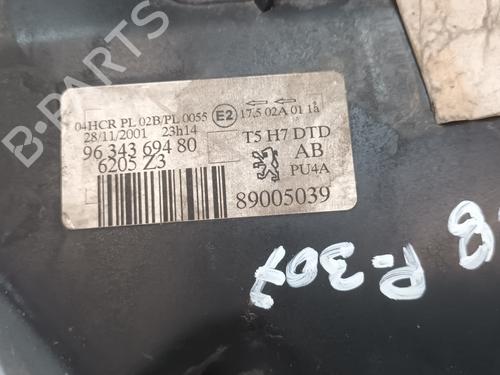 B-PARTS
04HCR PL 02B/PL 0055 E2 17.5 02A 01 1a
28/11/2001 23h14 T5 H7 DTD
96 343 694 80 AB
6205 Z3 PU4A
89005039
8 P-307